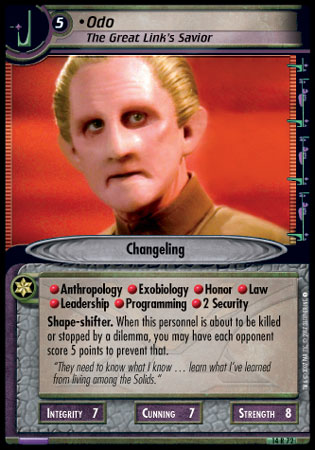 5
•Odo
The Great Link's Savior
Changeling
•Anthropology •Exobiology •Honor •Law
•Leadership •Programming •2 Security
Shape-shifter. When this personnel is about to be killed
or stopped by a dilemma, you may have each opponent
score 5 points to prevent that.
"They need to know what I know … learn what I've learned
from living among the Solids."
INTEGRITY 7 CUNNING 7 STRENGTH 8
14 R 73